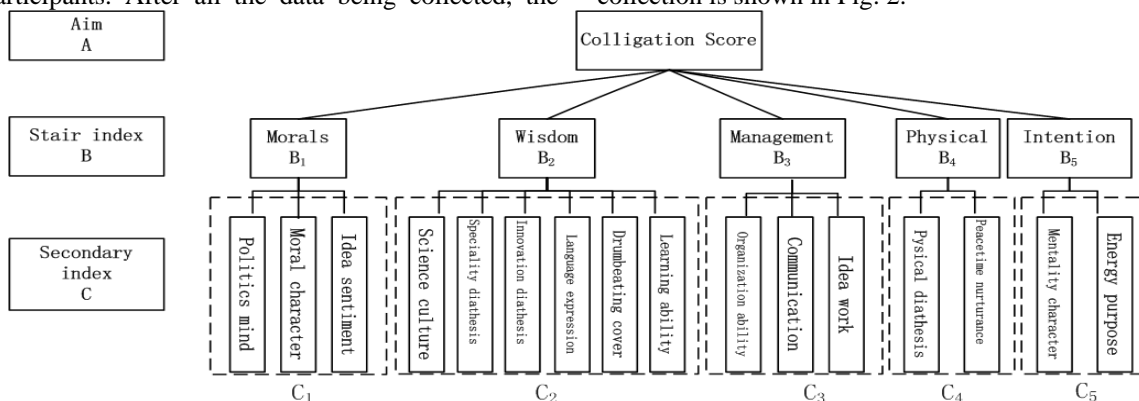 articipants. After all the data being collected, the collection is shown in Fig. 2.
Aim
A
Colligation Score
Stair index
B
Morals
B₁
Wisdom
B₂
Management
B₃
Physical
B₄
Intention
B₅
Secondary
index
C
Politics mind
Moral character
Idea sentiment
Science culture
Speciality diathesis
Innovation diathesis
Language expression
Drumbeating cover
Learning ability
Organization ability
Communication
Idea work
Pysical diathesis
Peacetime nurturance
Mentality character
Energy purpose
C₁
C₂
C₃
C₄
C₅